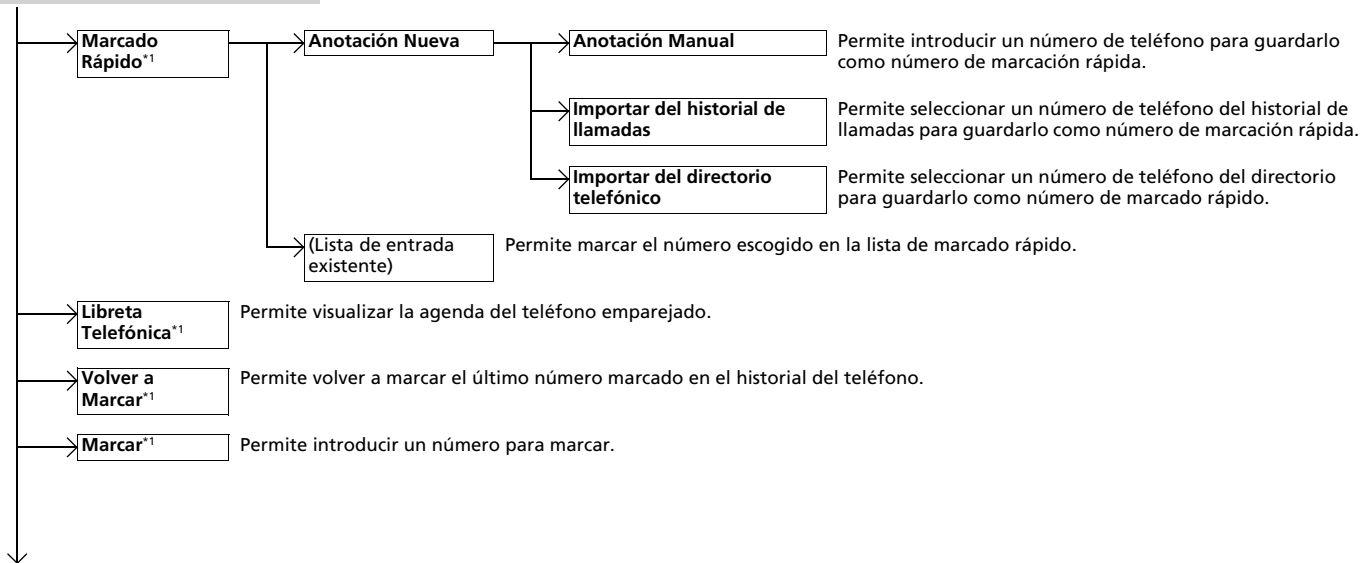 Marcado
Rápido*1
Anotación Nueva
Anotación Manual
Permite introducir un número de teléfono para guardarlo
como número de marcación rápida.
Importar del historial de
llamadas
Permite seleccionar un número de teléfono del historial de
llamadas para guardarlo como número de marcación rápida.
Importar del directorio
telefónico
Permite seleccionar un número de teléfono del directorio
para guardarlo como número de marcado rápido.
(Lista de entrada
existente)
Permite marcar el número escogido en la lista de marcado rápido.
Libreta
Telefónica*1
Permite visualizar la agenda del teléfono emparejado.
Volver a
Marcar*1
Permite volver a marcar el último número marcado en el historial del teléfono.
Marcar*1
Permite introducir un número para marcar.